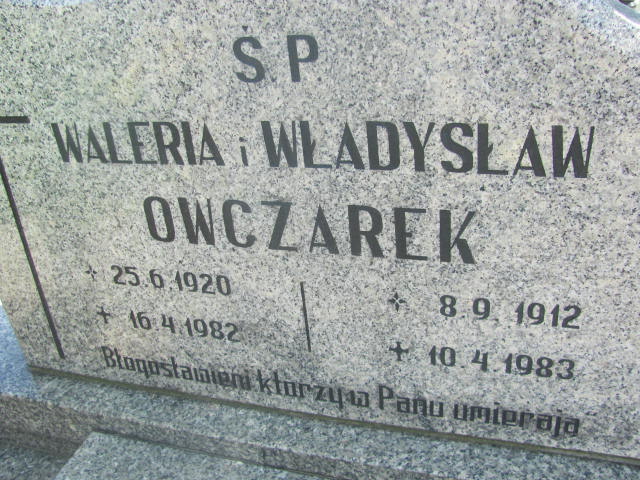 Ś.P
WALERIA i WŁADYSŁAW
OWCZAREK
25.6.1920 8.9.1912
16.4.1982 10.4.1983
Błogosławieni którzy w Panu umierają